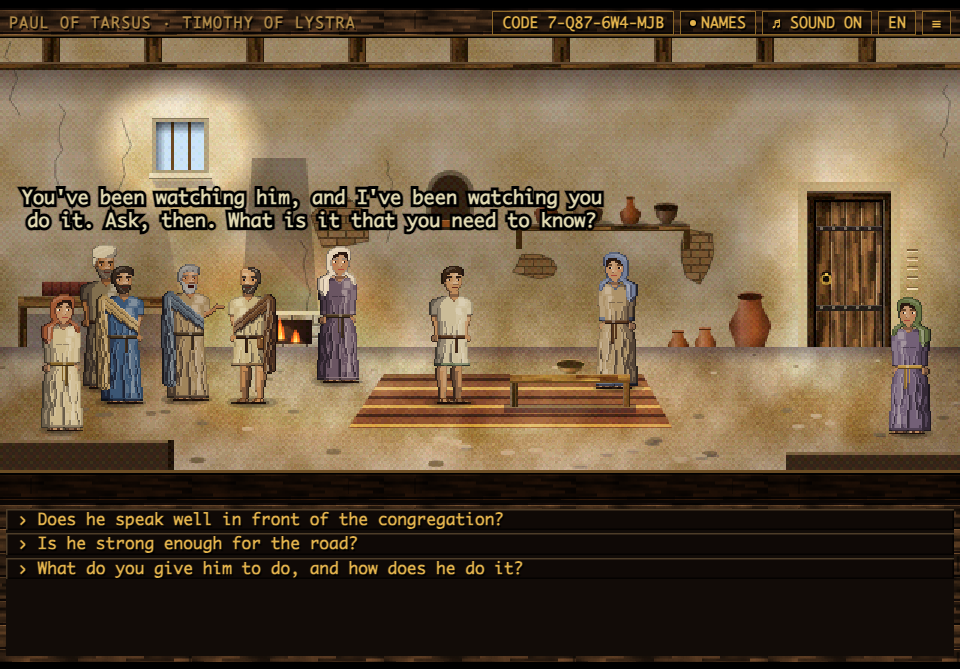 PAUL OF TARSUS · TIMOTHY OF LYSTRA
CODE 7-Q87-6W4-MJB
• NAMES
♬ SOUND ON
EN
≡
You've been watching him, and I've been watching you
do it. Ask, then. What is it that you need to know?
› Does he speak well in front of the congregation?
› Is he strong enough for the road?
› What do you give him to do, and how does he do it?